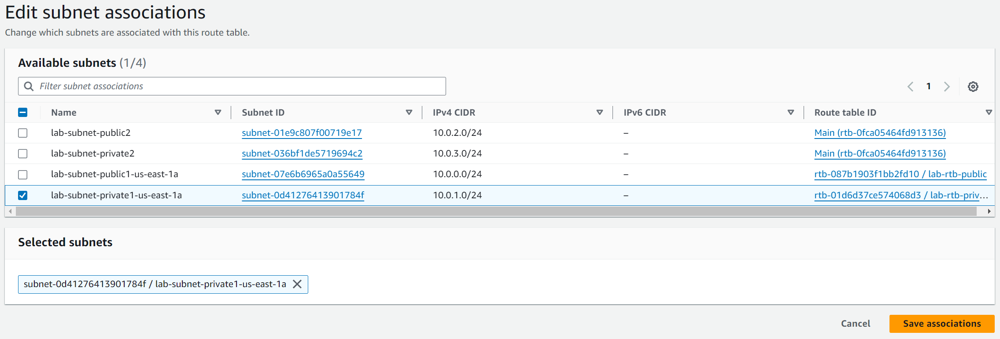 Edit subnet associations
Change which subnets are associated with this route table.
Available subnets (1/4)
Filter subnet associations
1
Name Subnet ID IPv4 CIDR IPv6 CIDR Route table ID
lab-subnet-public2 subnet-01e9c807f00719e17 10.0.2.0/24 – Main (rtb-0fca05464fd913136)
lab-subnet-private2 subnet-036bf1de5719694c2 10.0.3.0/24 – Main (rtb-0fca05464fd913136)
lab-subnet-public1-us-east-1a subnet-07e6b6965a0a55649 10.0.0.0/24 – rtb-087b1903f1bb2fd10 / lab-rtb-public
lab-subnet-private1-us-east-1a subnet-0d41276413901784f 10.0.1.0/24 – rtb-01d6d37ce574068d3 / lab-rtb-priv...
Selected subnets
subnet-0d41276413901784f / lab-subnet-private1-us-east-1a
Cancel Save associations